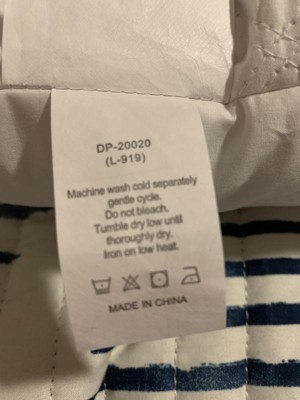 DP-20020
(L-919)
Machine wash cold separately
gentle cycle.
Do not bleach.
Tumble dry low until
thoroughly dry.
Iron on low heat.
MADE IN CHINA